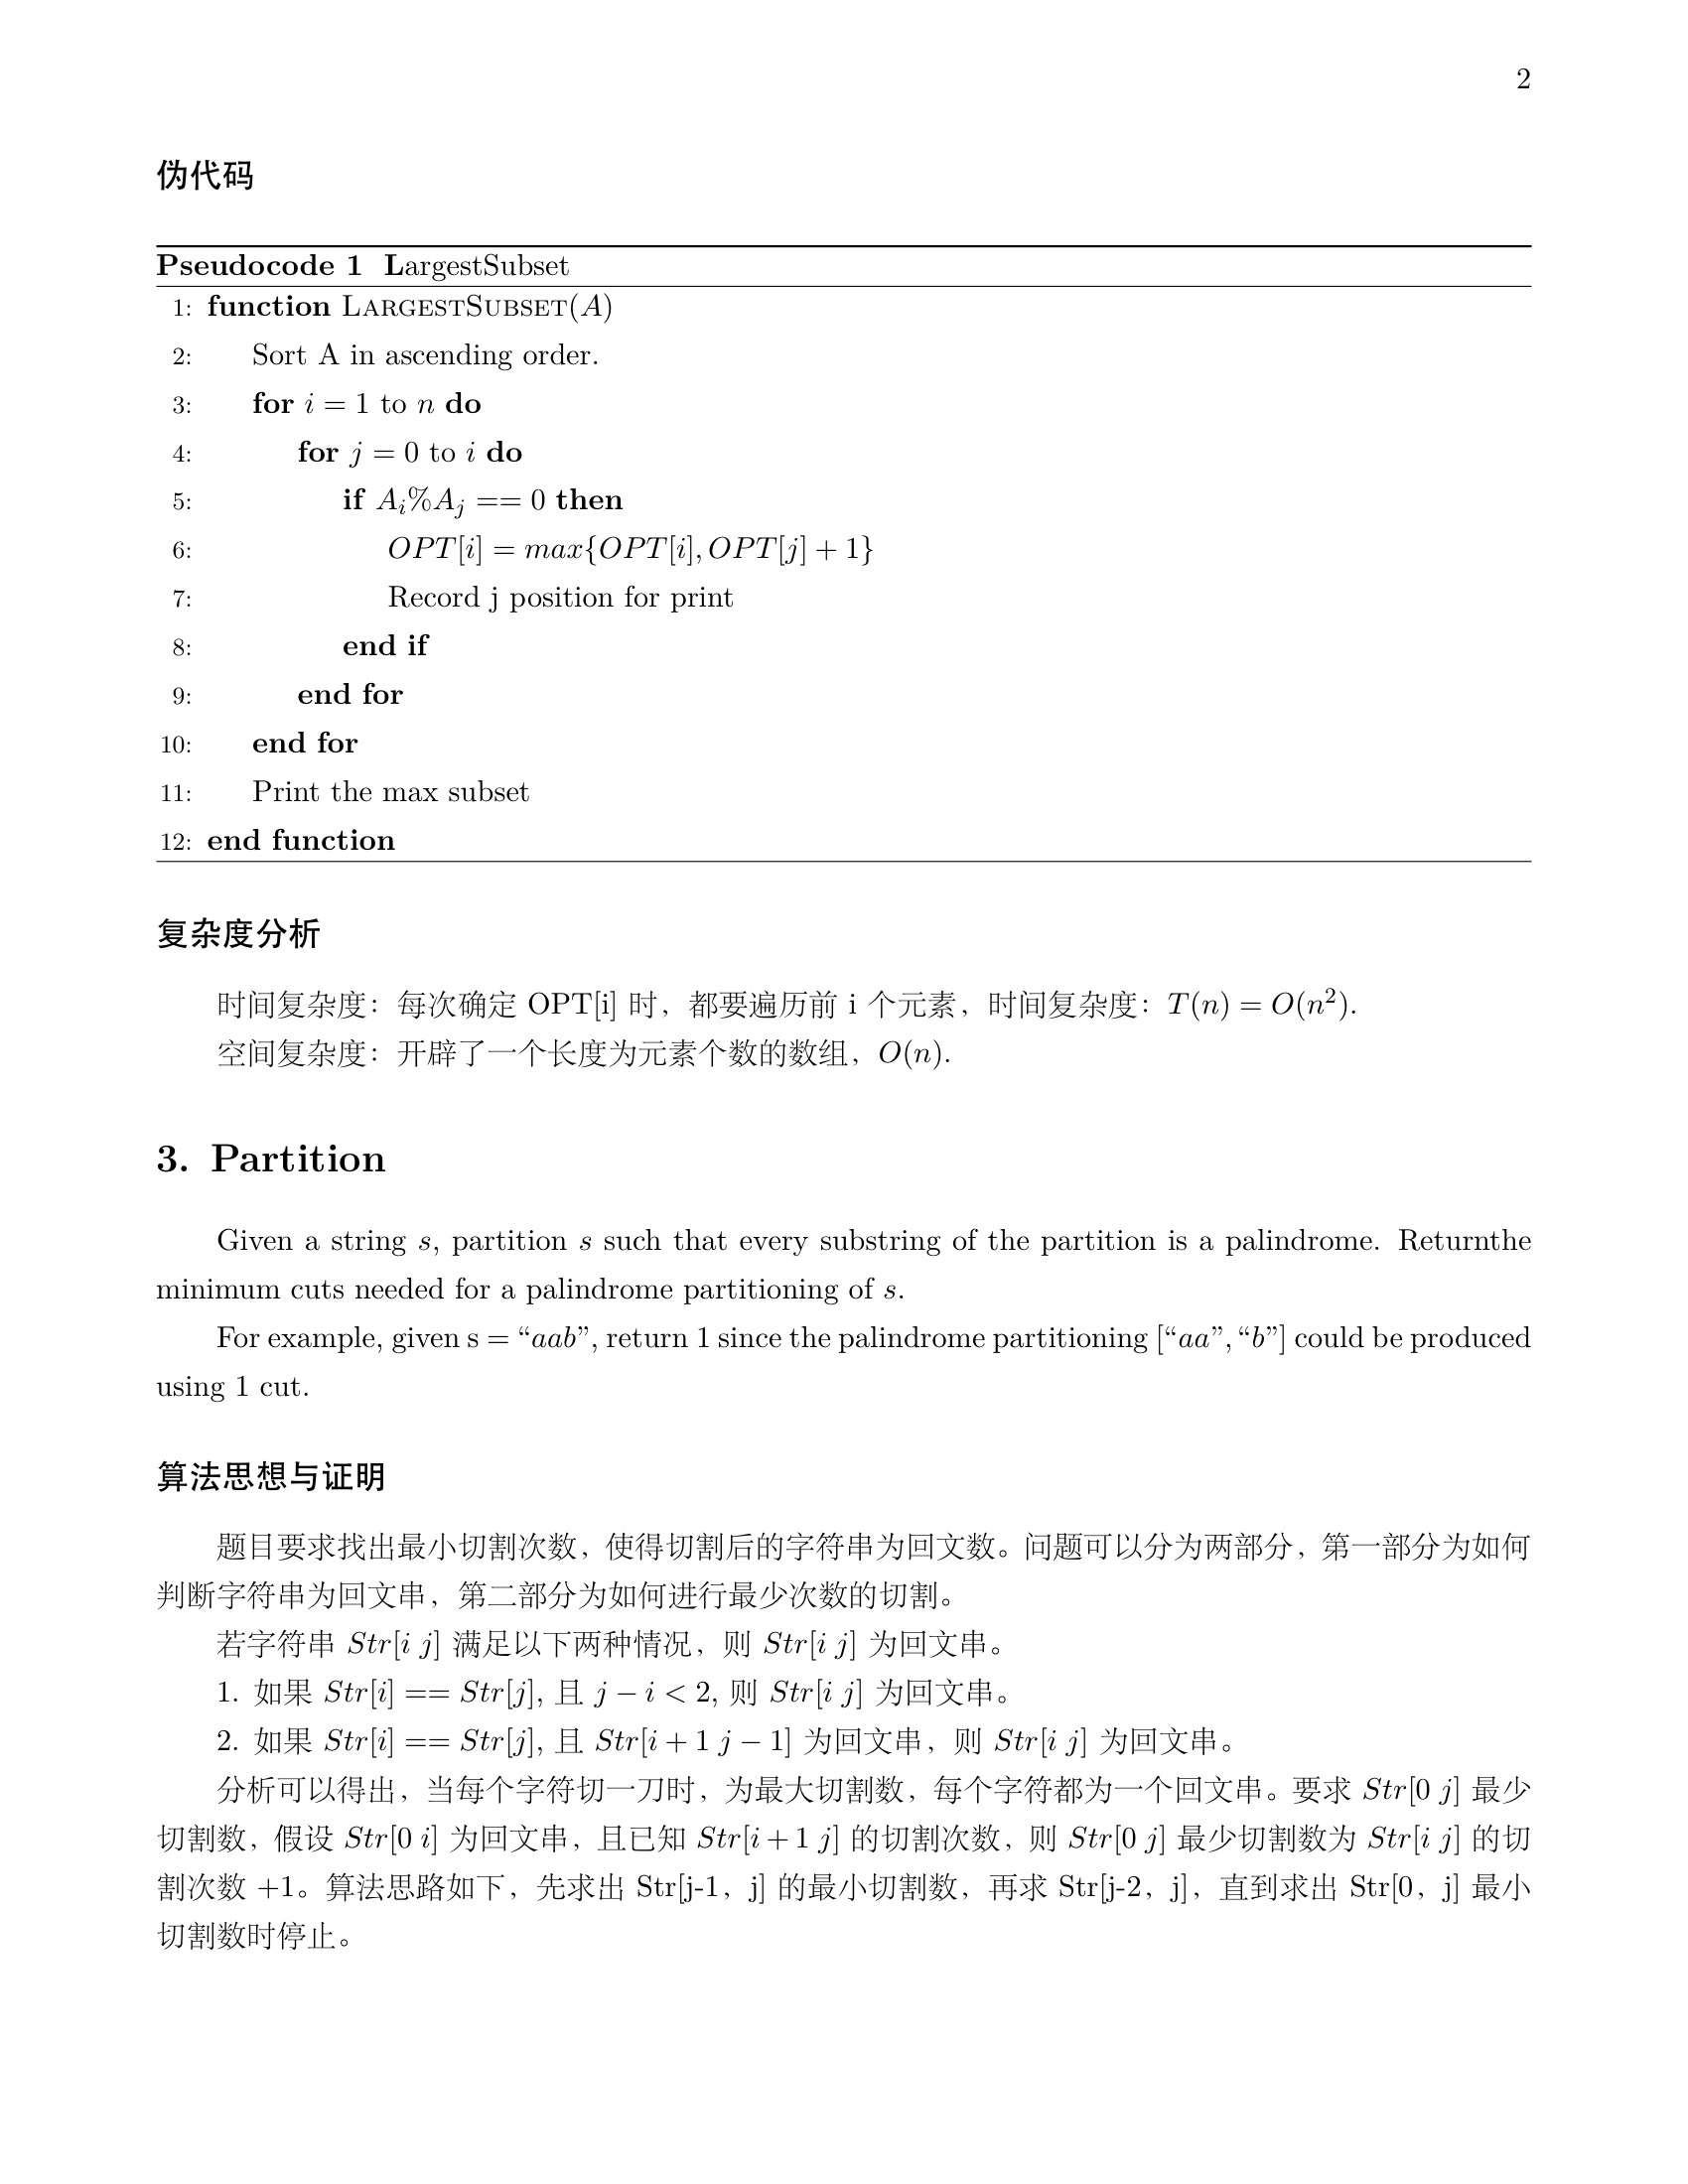 2
伪代码
Pseudocode 1 LargestSubset
1: function LARGESTSUBSET(A)
2: Sort A in ascending order.
3: for i = 1 to n do
4: for j = 0 to i do
5: if A_i%A_j == 0 then
6: OPT[i] = max{OPT[i], OPT[j] + 1}
7: Record j position for print
8: end if
9: end for
10: end for
11: Print the max subset
12: end function
复杂度分析
时间复杂度：每次确定 OPT[i] 时，都要遍历前 i 个元素，时间复杂度：T(n) = O(n²).
空间复杂度：开辟了一个长度为元素个数的数组，O(n).
3. Partition
Given a string s, partition s such that every substring of the partition is a palindrome. Returnthe
minimum cuts needed for a palindrome partitioning of s.
For example, given s = “aab”, return 1 since the palindrome partitioning [“aa”, “b”] could be produced
using 1 cut.
算法思想与证明
题目要求找出最小切割次数，使得切割后的字符串为回文数。问题可以分为两部分，第一部分为如何
判断字符串为回文串，第二部分为如何进行最少次数的切割。
若字符串 Str[i j] 满足以下两种情况，则 Str[i j] 为回文串。
1. 如果 Str[i] == Str[j], 且 j − i < 2, 则 Str[i j] 为回文串。
2. 如果 Str[i] == Str[j], 且 Str[i + 1 j − 1] 为回文串，则 Str[i j] 为回文串。
分析可以得出，当每个字符切一刀时，为最大切割数，每个字符都为一个回文串。要求 Str[0 j] 最少
切割数，假设 Str[0 i] 为回文串，且已知 Str[i + 1 j] 的切割次数，则 Str[0 j] 最少切割数为 Str[i j] 的切
割次数 +1。算法思路如下，先求出 Str[j-1，j] 的最小切割数，再求 Str[j-2，j]，直到求出 Str[0，j] 最小
切割数时停止。